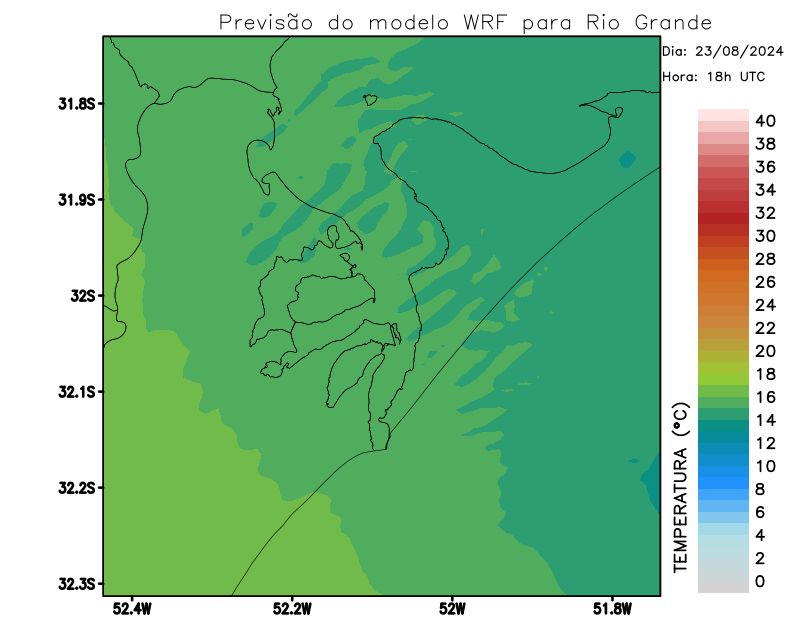 Previsão do modelo WRF para Rio Grande
Dia: 23/08/2024
Hora: 18h UTC
31.8S
31.9S
32S
32.1S
32.2S
32.3S
52.4W
52.2W
52W
51.8W
40
38
36
34
32
30
28
26
24
22
20
18
16
14
12
10
8
6
4
2
0
TEMPERATURA (°C)